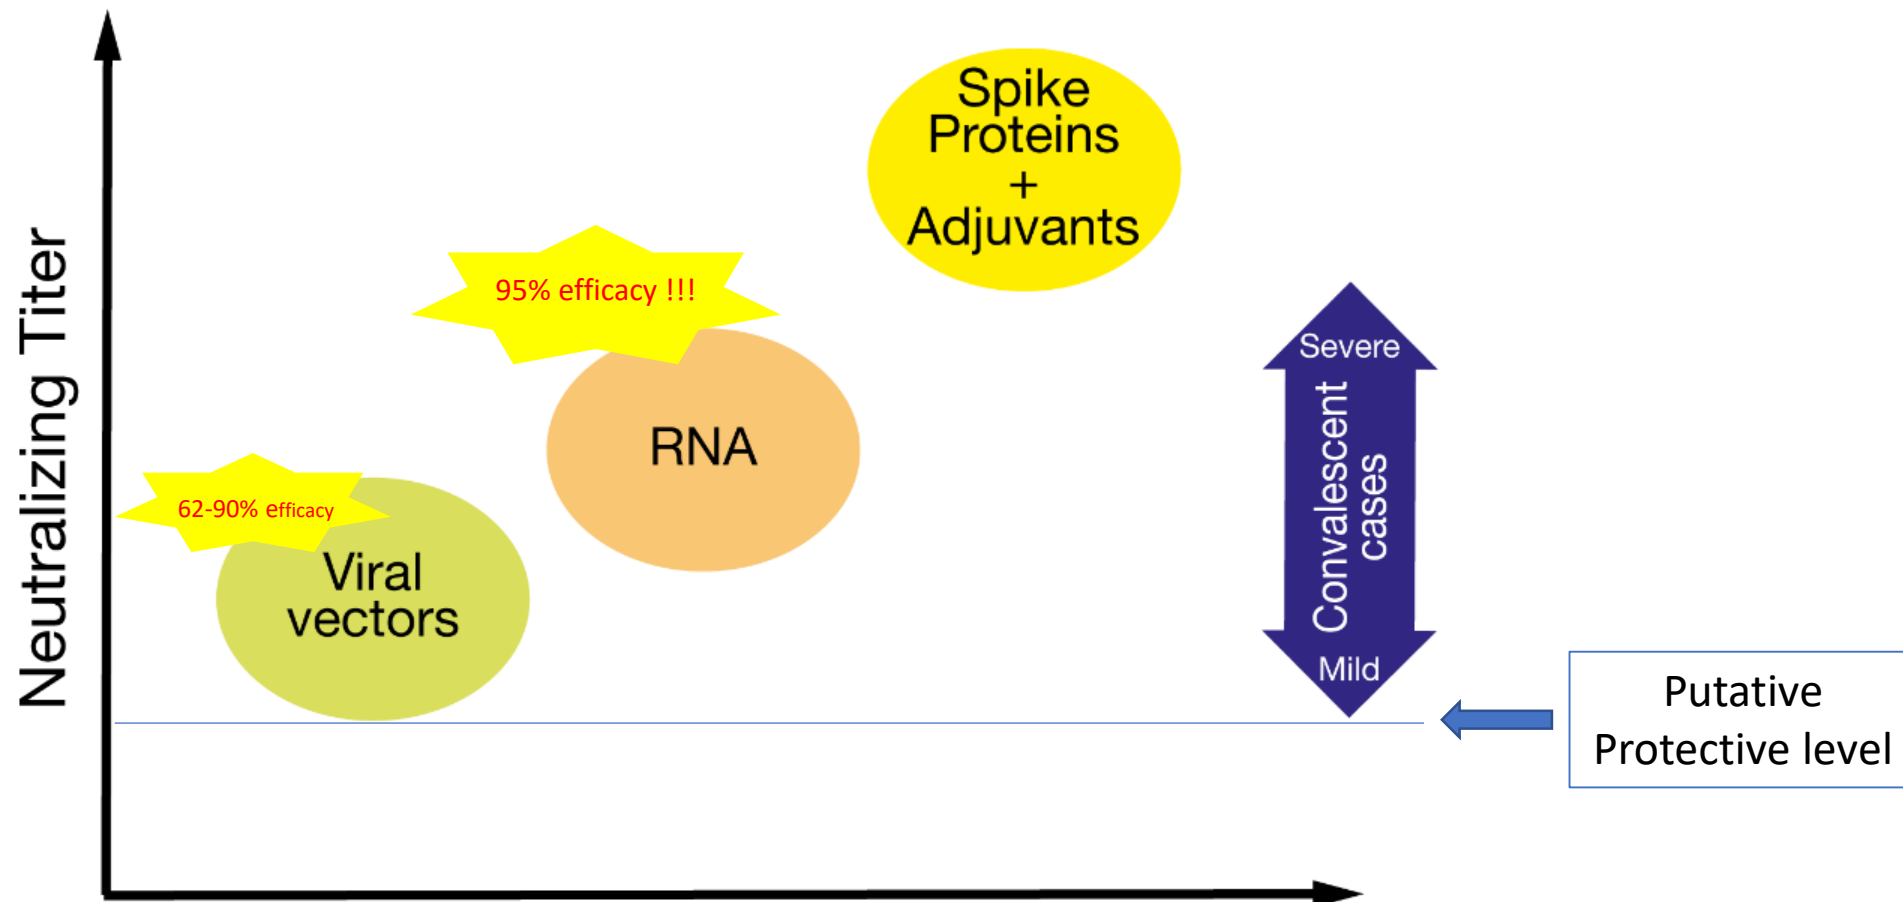 Neutralizing Titer
Spike
Proteins
+
Adjuvants
95% efficacy !!!
RNA
62-90% efficacy
Viral
vectors
Severe
Convalescent
cases
Mild
Putative
Protective level